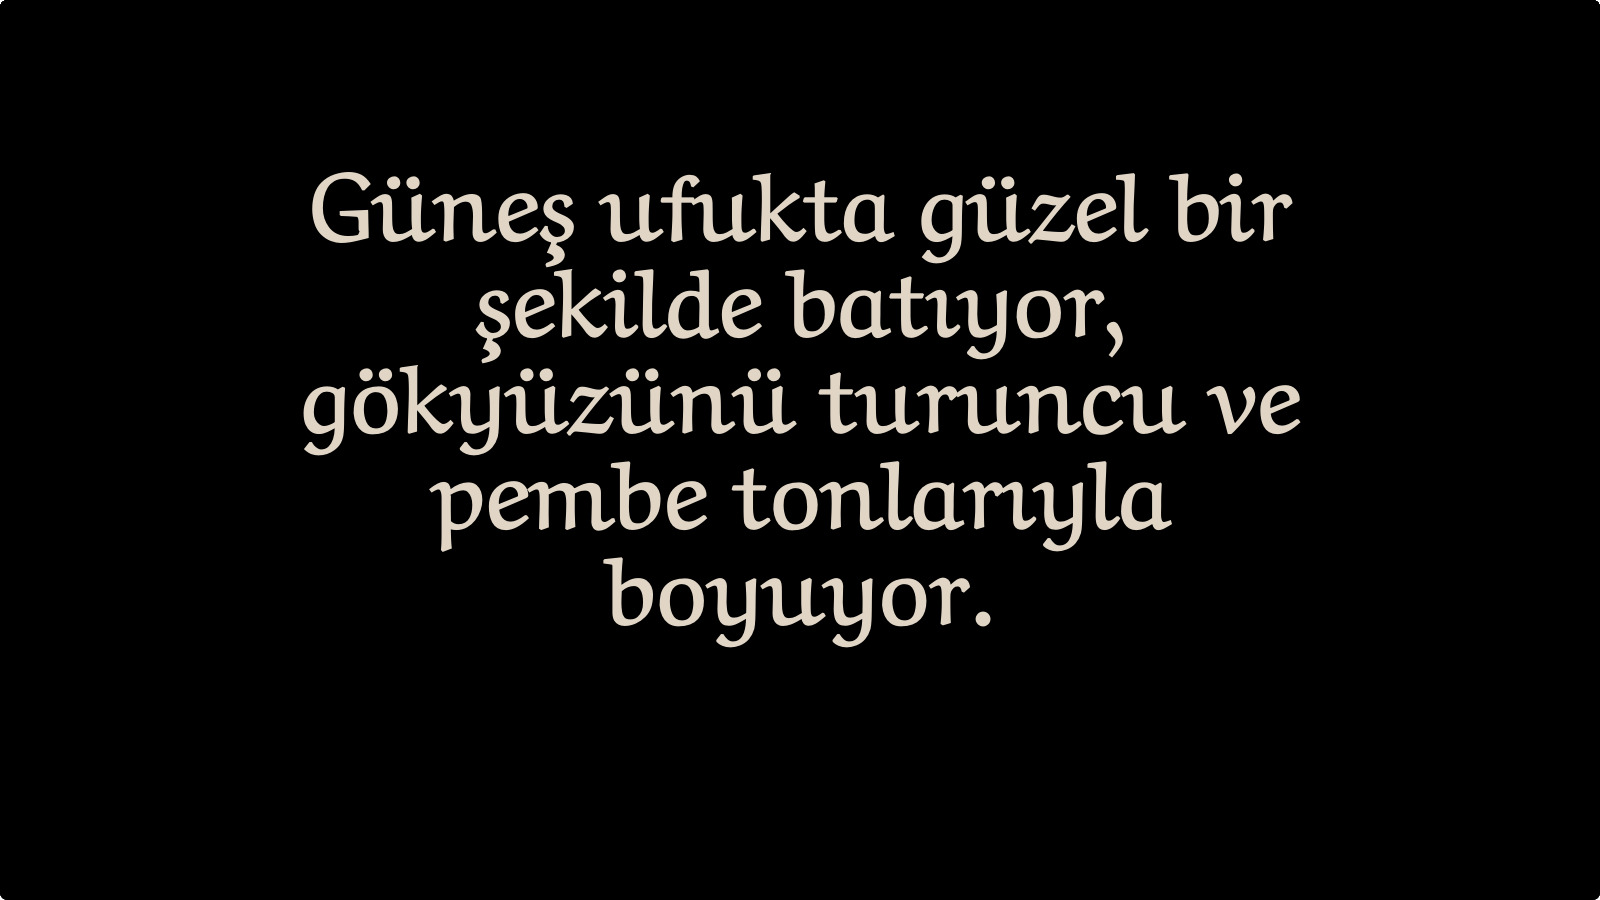 Güneş ufukta güzel bir
şekilde batıyor,
gökyüzünü turuncu ve
pembe tonlarıyla
boyuyor.